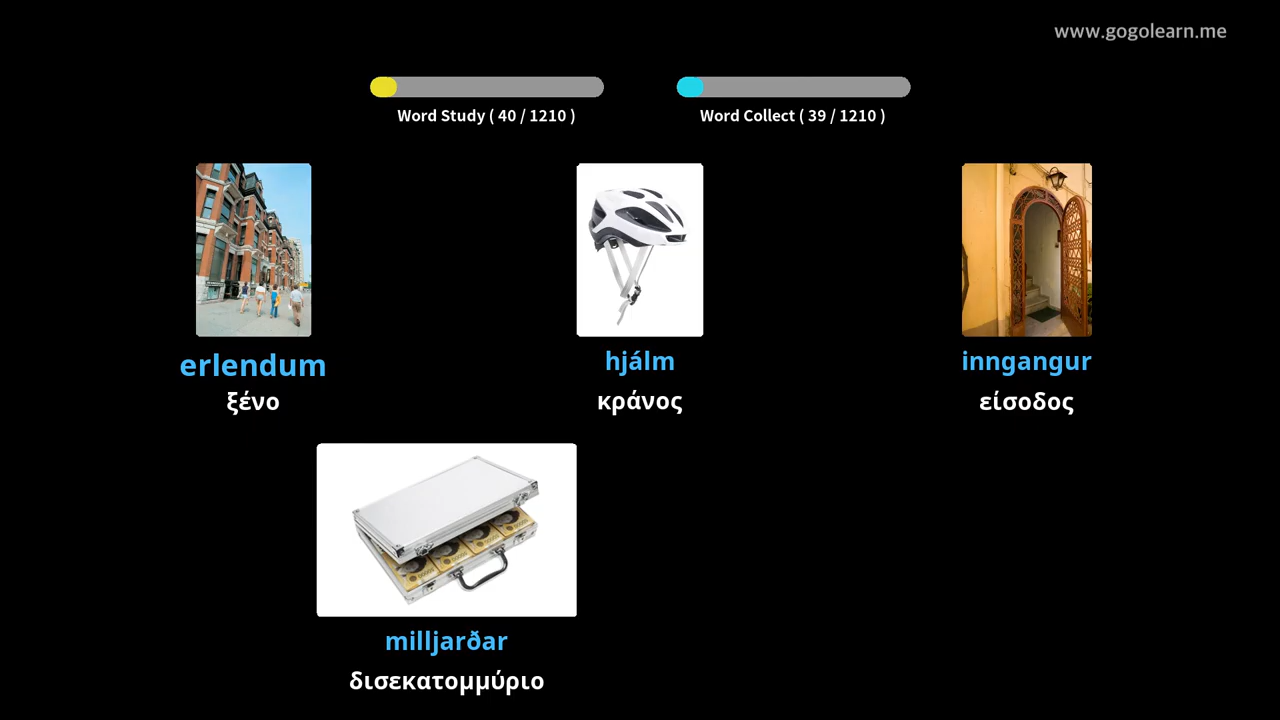 www.gogolearn.me
Word Study ( 40 / 1210 )
Word Collect ( 39 / 1210 )
erlendum
ξένο
hjálm
κράνος
inngangur
είσοδος
milljarðar
δισεκατομμύριο